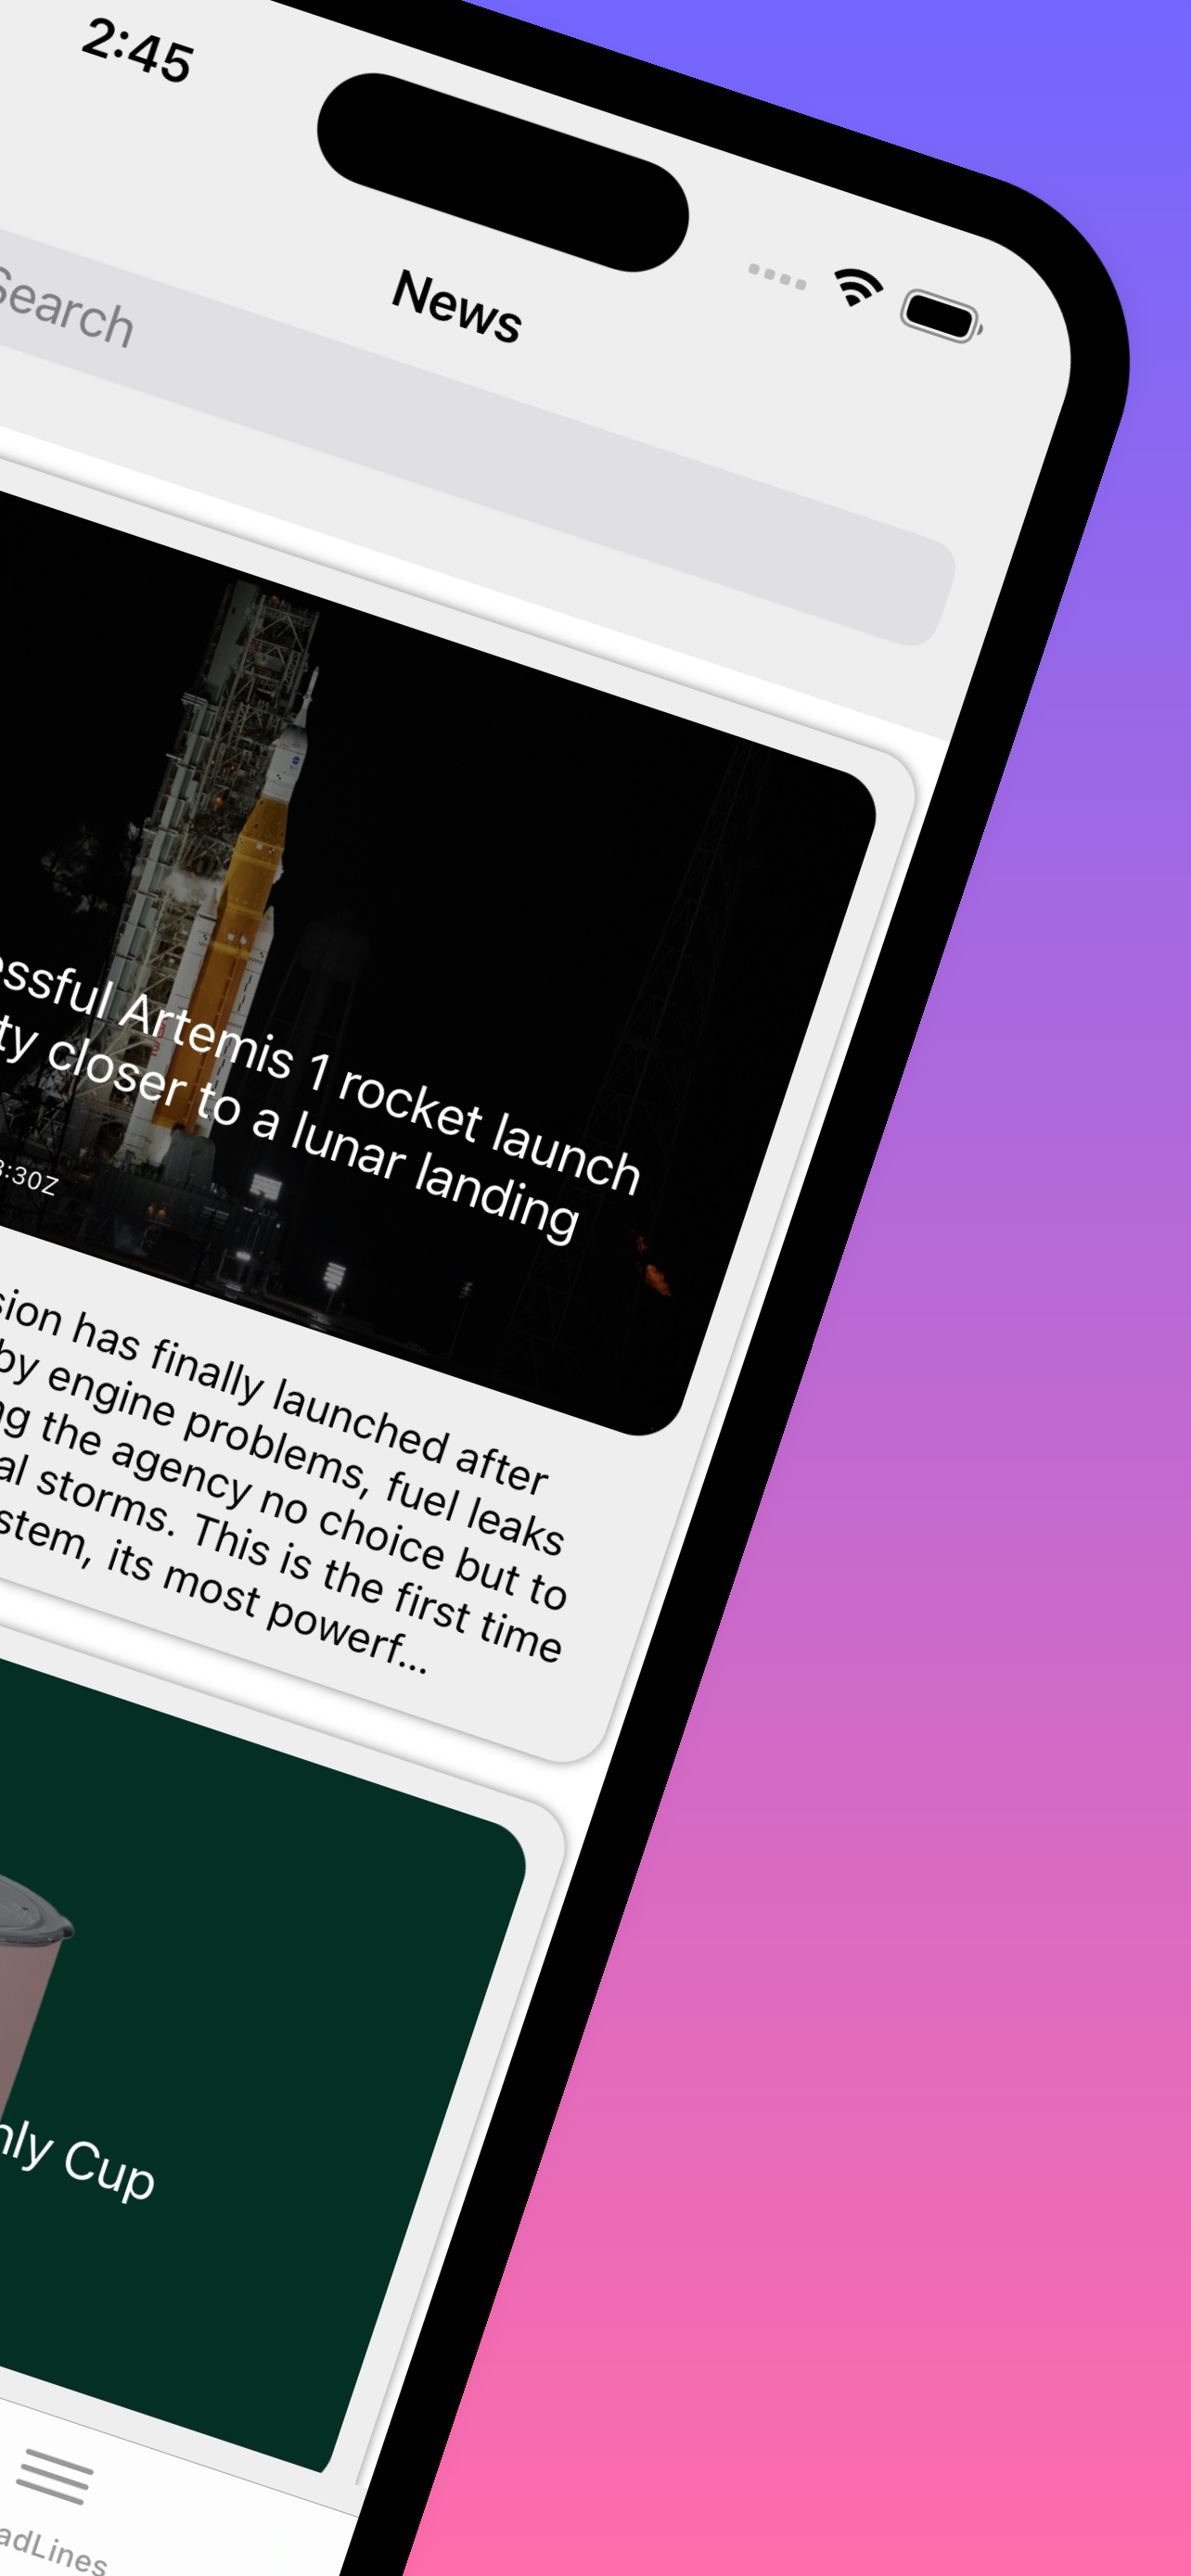 2:45
News
Search
essful Artemis 1 rocket launch
ty closer to a lunar landing
3:30Z
sion has finally launched after
by engine problems, fuel leaks
ng the agency no choice but to
al storms. This is the first time
stem, its most powerf...
nly Cup
adLines